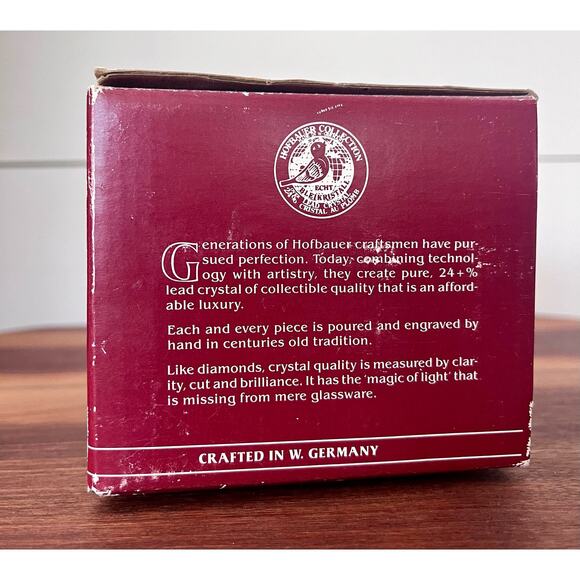 HOFBAUER COLLECTION
ECHT
BLEIKRISTALL
LEAD CRYSTAL
24% CRISTAL AU PLOMB
Generations of Hofbauer craftsmen have pur-
sued perfection. Today, combining technol-
ogy with artistry, they create pure, 24+%
lead crystal of collectible quality that is an afford-
able luxury.
Each and every piece is poured and engraved by
hand in centuries old tradition.
Like diamonds, crystal quality is measured by clar-
ity, cut and brilliance. It has the 'magic of light' that
is missing from mere glassware.
CRAFTED IN W. GERMANY